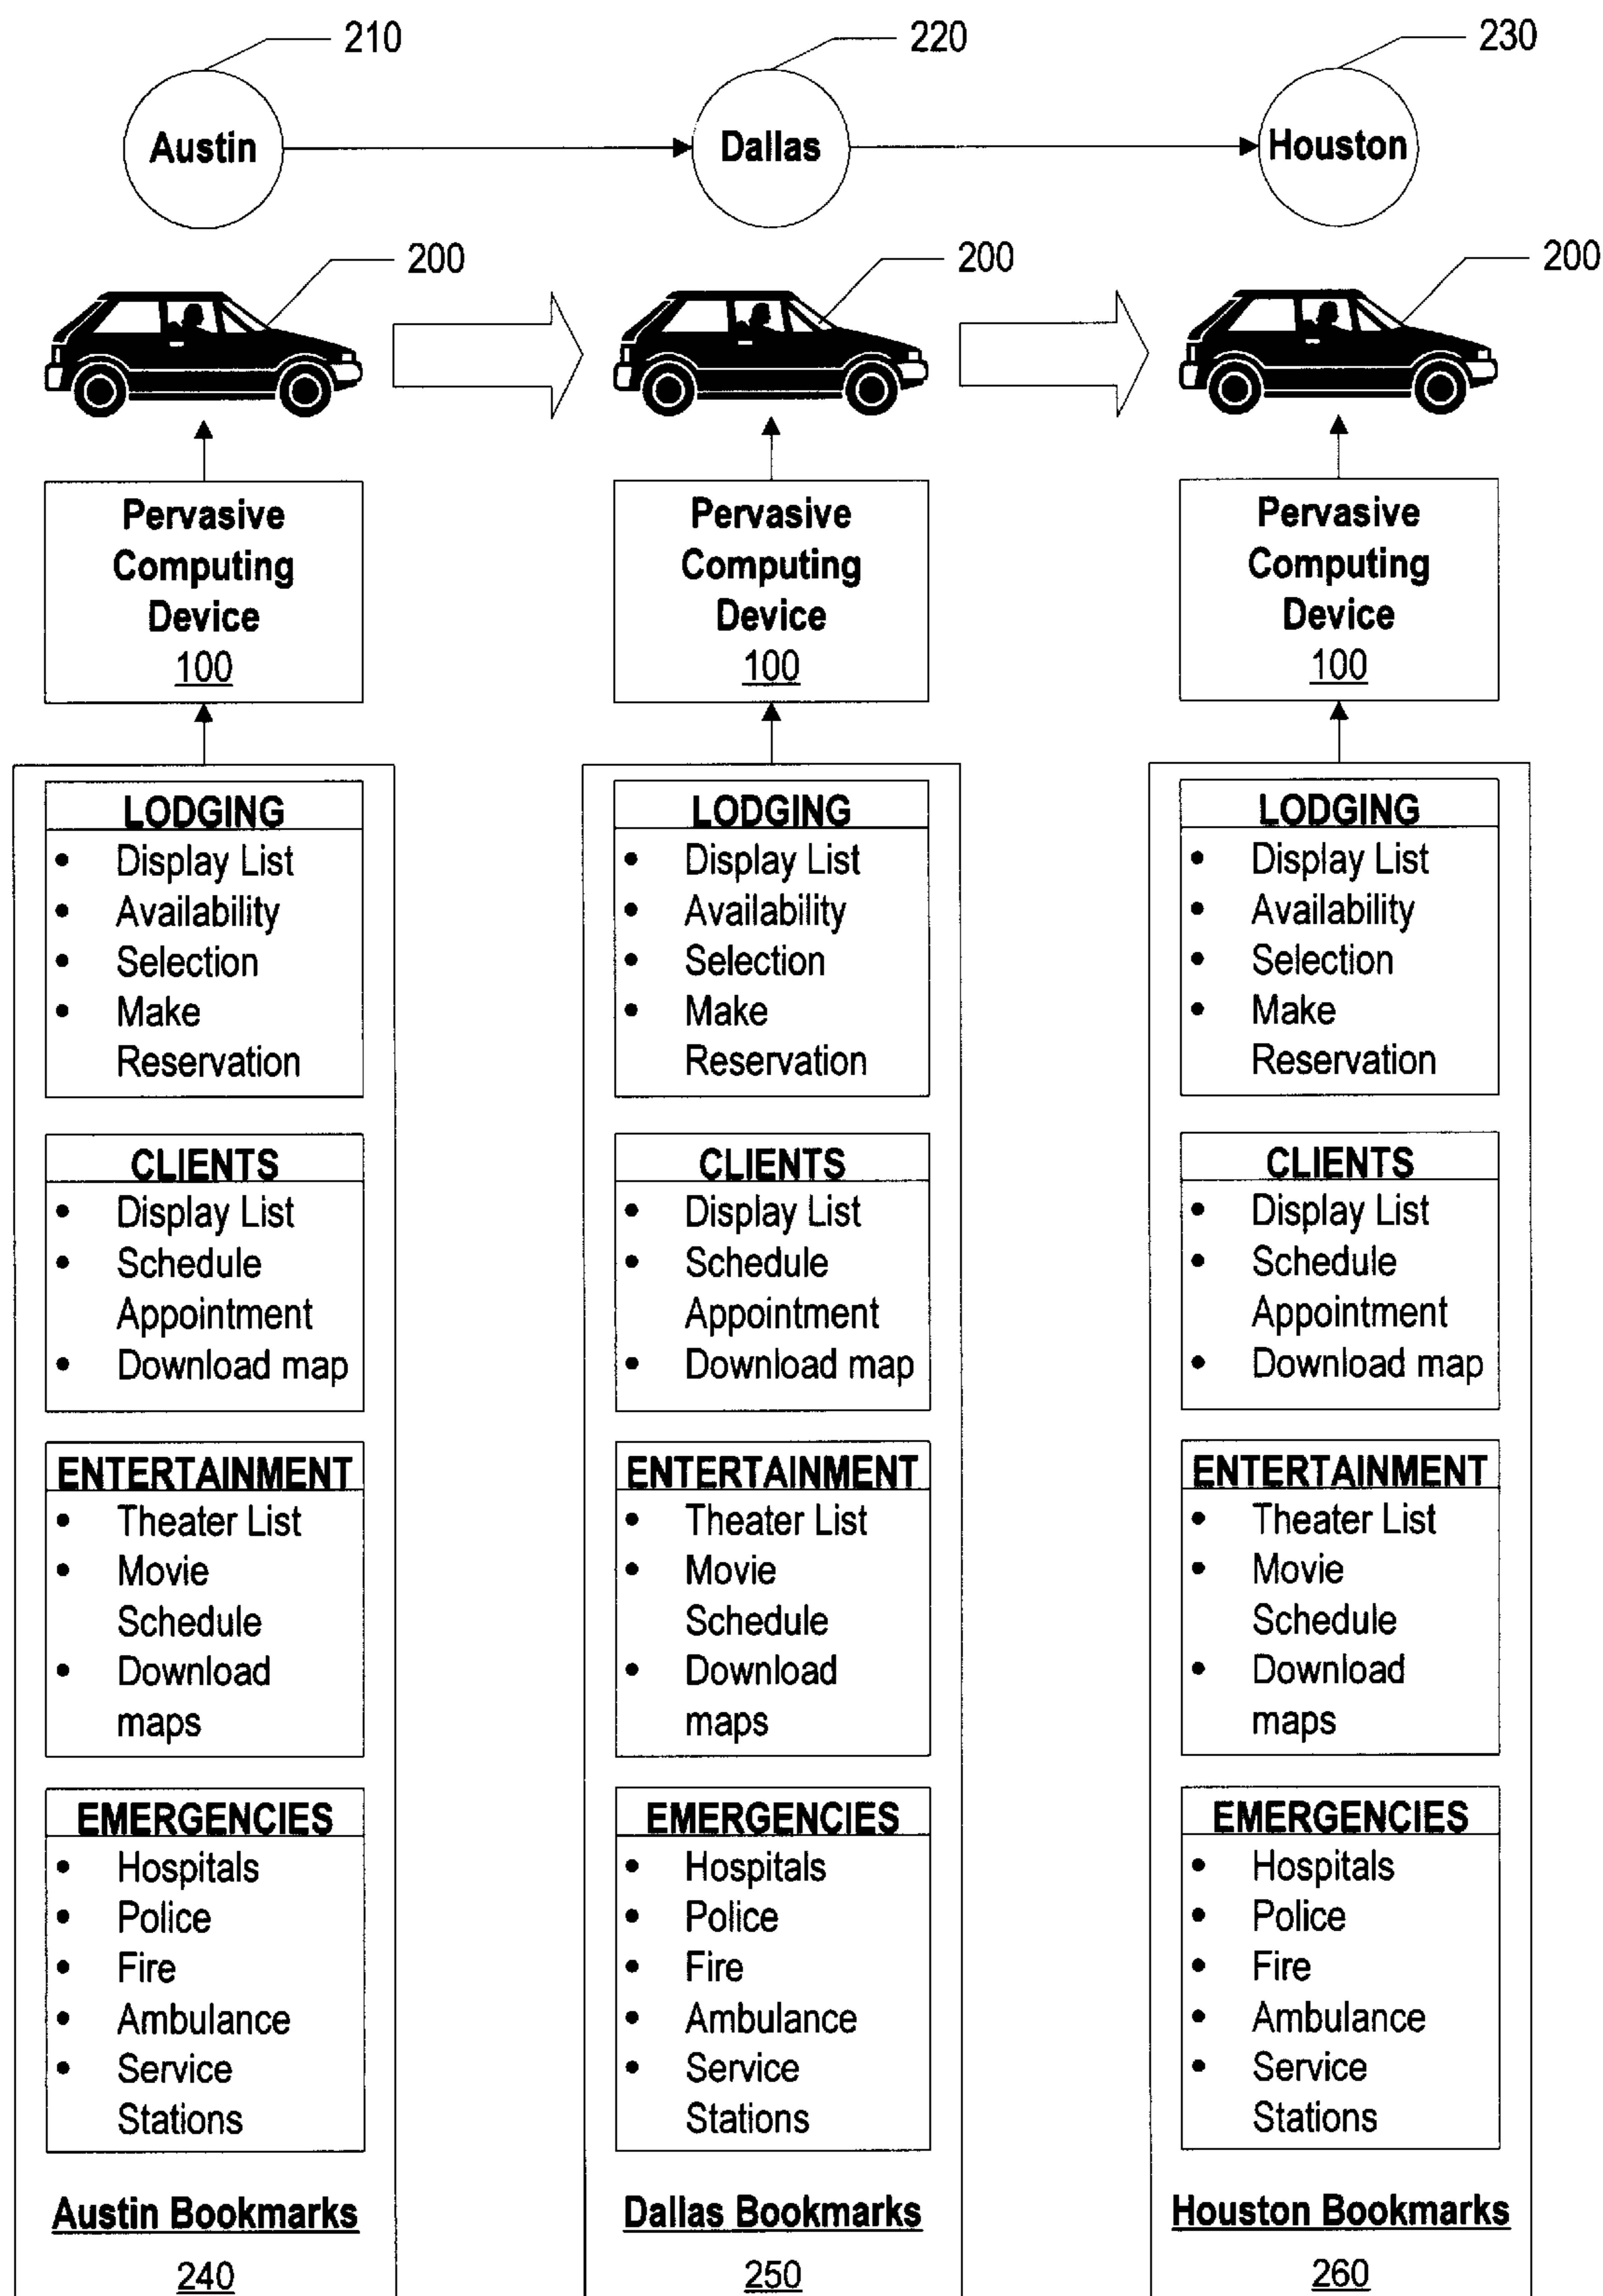 210
220
230
Austin
Dallas
Houston
200
200
200
Pervasive
Computing
Device
100
Pervasive
Computing
Device
100
Pervasive
Computing
Device
100
LODGING
• Display List
• Availability
• Selection
• Make
Reservation
CLIENTS
• Display List
• Schedule
Appointment
• Download map
ENTERTAINMENT
• Theater List
• Movie
Schedule
• Download
maps
EMERGENCIES
• Hospitals
• Police
• Fire
• Ambulance
• Service
Stations
Austin Bookmarks
240
LODGING
• Display List
• Availability
• Selection
• Make
Reservation
CLIENTS
• Display List
• Schedule
Appointment
• Download map
ENTERTAINMENT
• Theater List
• Movie
Schedule
• Download
maps
EMERGENCIES
• Hospitals
• Police
• Fire
• Ambulance
• Service
Stations
Dallas Bookmarks
250
LODGING
• Display List
• Availability
• Selection
• Make
Reservation
CLIENTS
• Display List
• Schedule
Appointment
• Download map
ENTERTAINMENT
• Theater List
• Movie
Schedule
• Download
maps
EMERGENCIES
• Hospitals
• Police
• Fire
• Ambulance
• Service
Stations
Houston Bookmarks
260